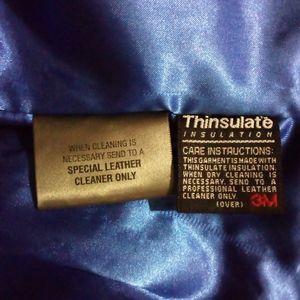 WHEN CLEANING IS
NECESSARY SEND TO A
SPECIAL LEATHER
CLEANER ONLY
Thinsulate
INSULATION
CARE INSTRUCTIONS:
THIS GARMENT IS MADE WITH
THINSULATE INSULATION.
WHEN DRY CLEANING IS
NECESSARY. SEND TO A
PROFESSIONAL LEATHER
CLEANER ONLY.
(OVER) 3M